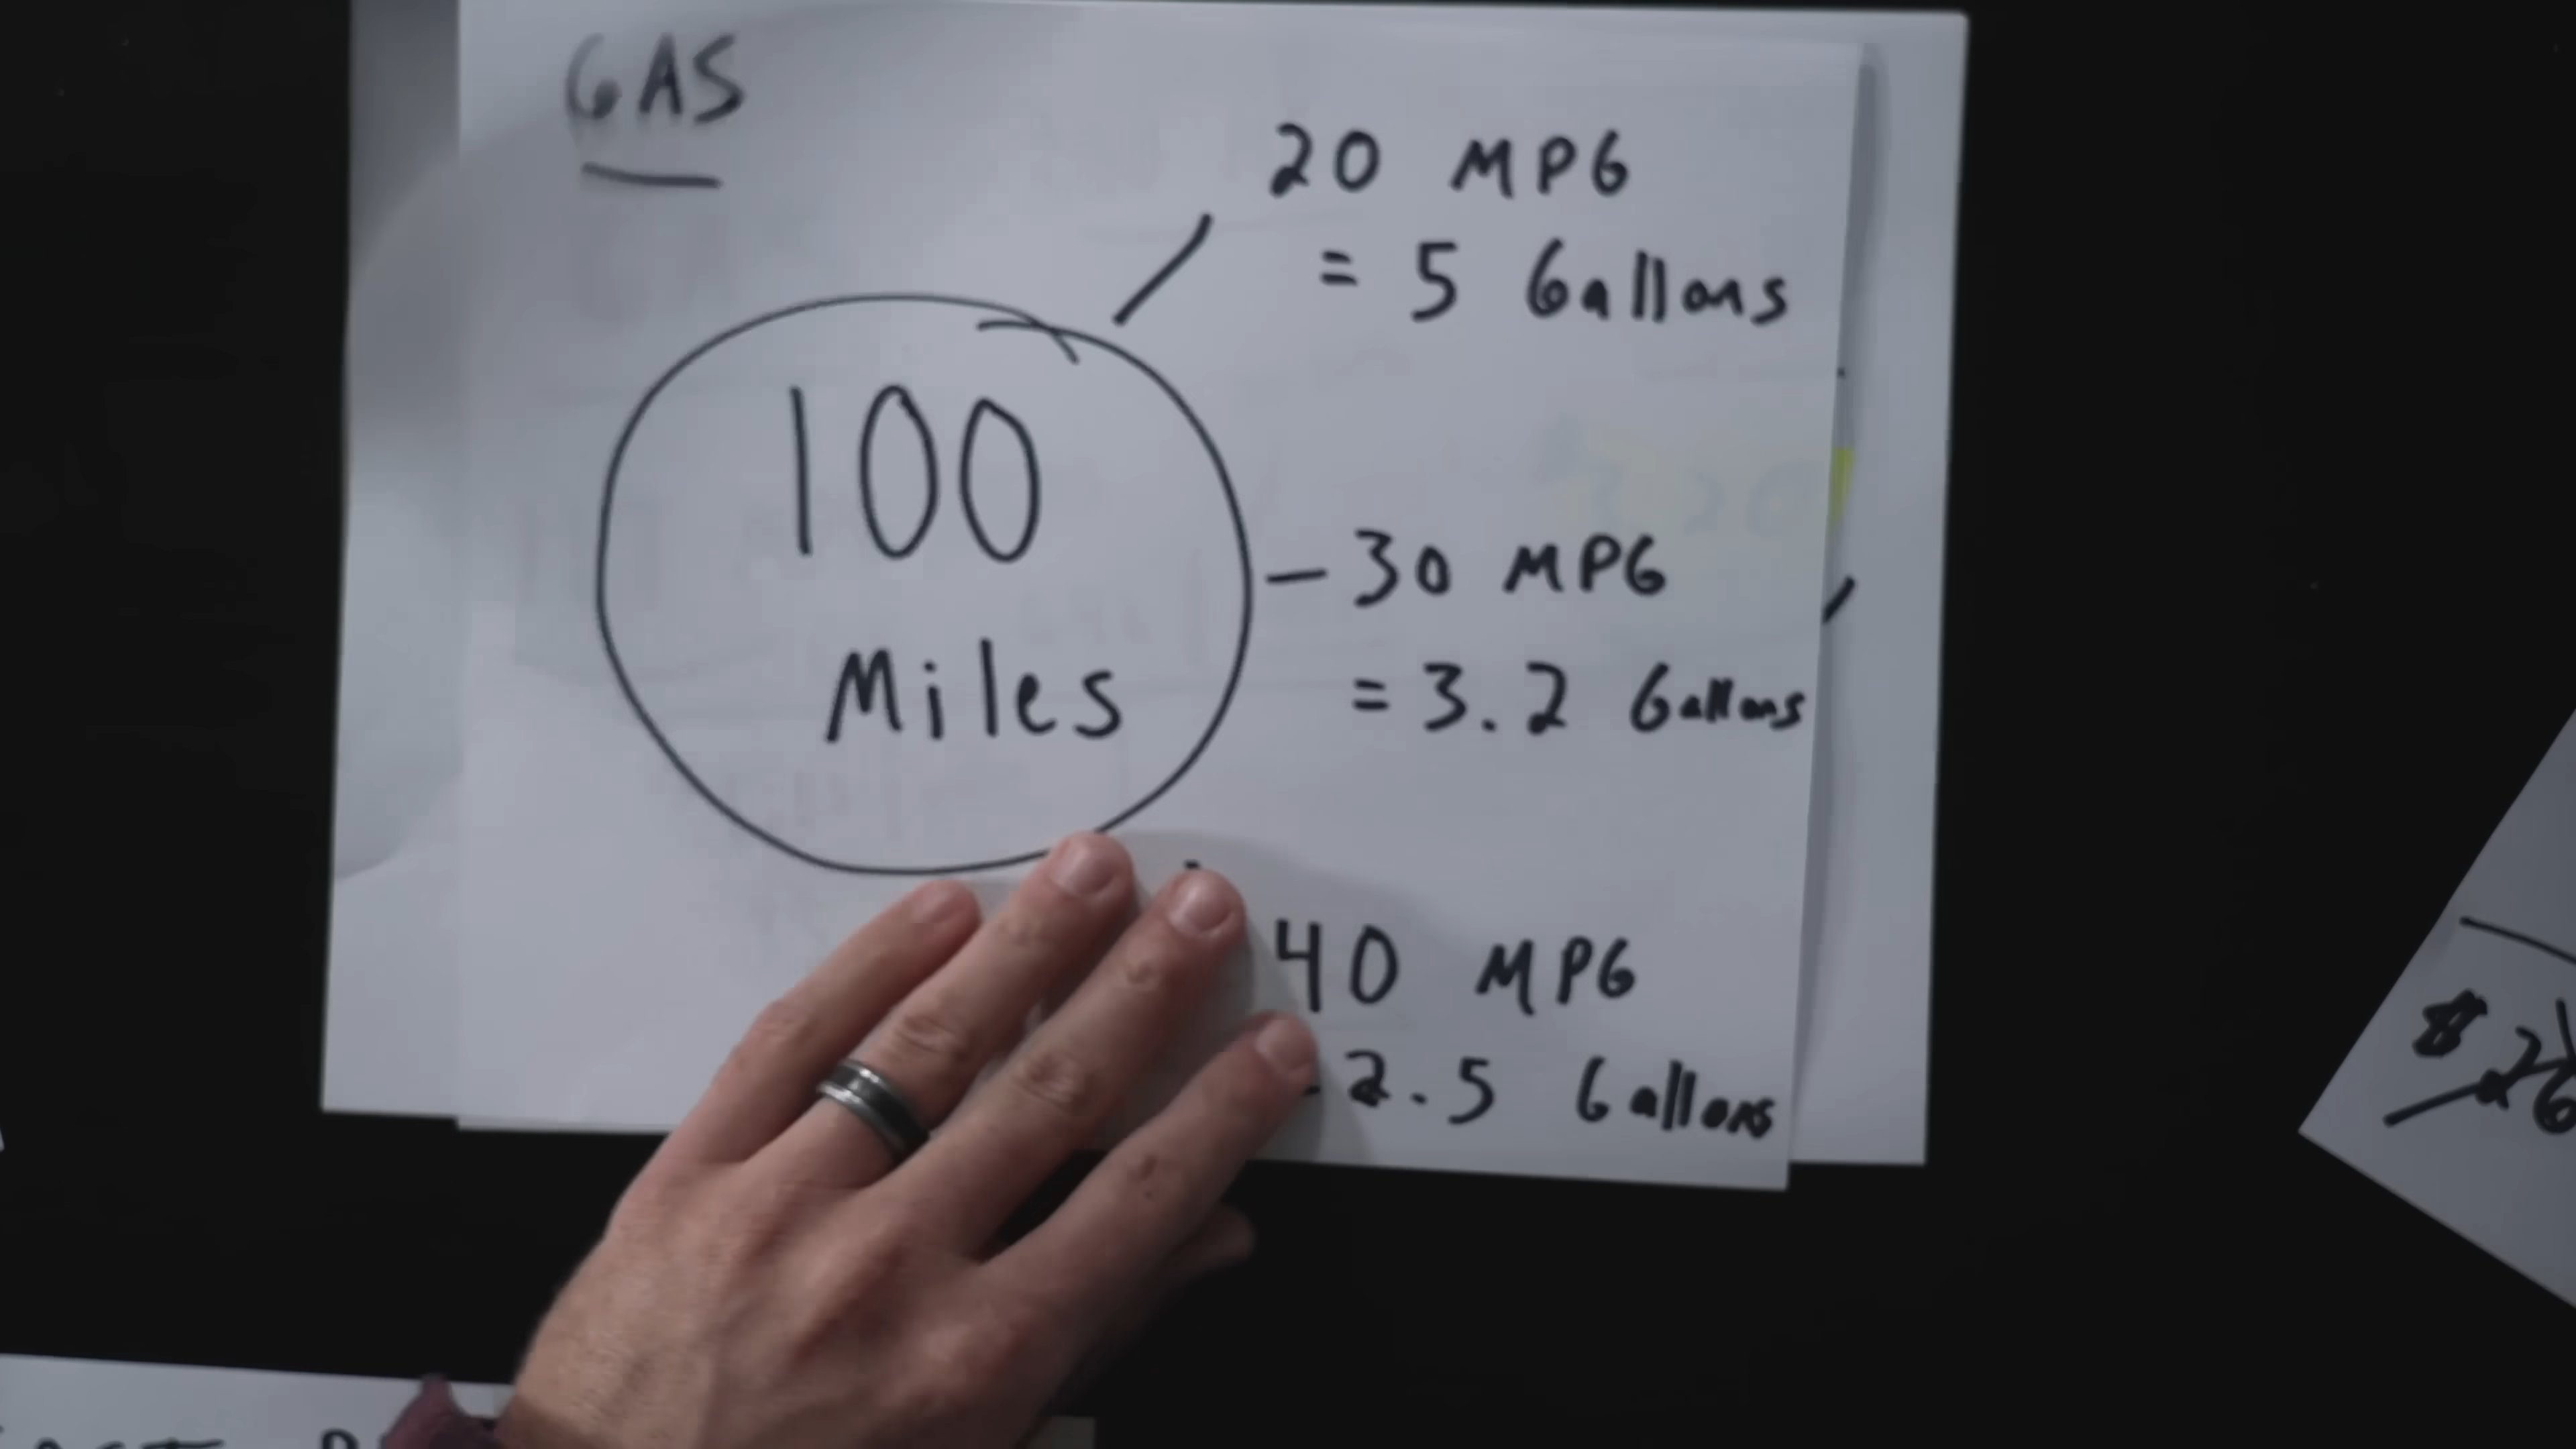 GAS
20 MPG
= 5 Gallons
100
Miles
- 30 MPG
= 3.2 Gallons
40 MPG
2.5 Gallons